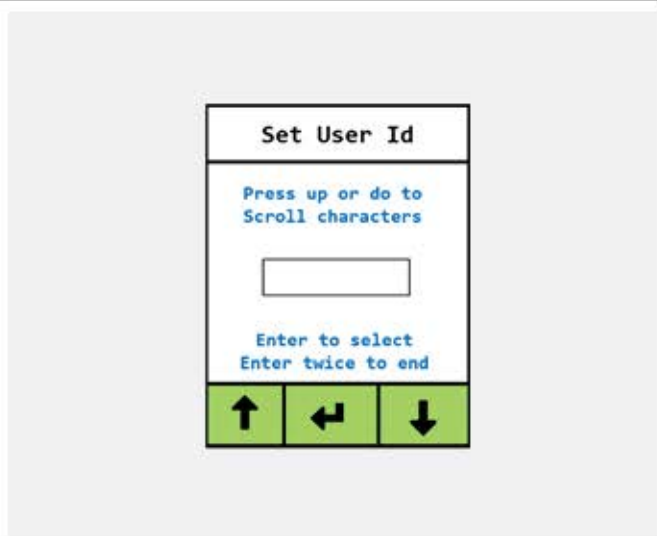 Set User Id
Press up or do to
Scroll characters
Enter to select
Enter twice to end